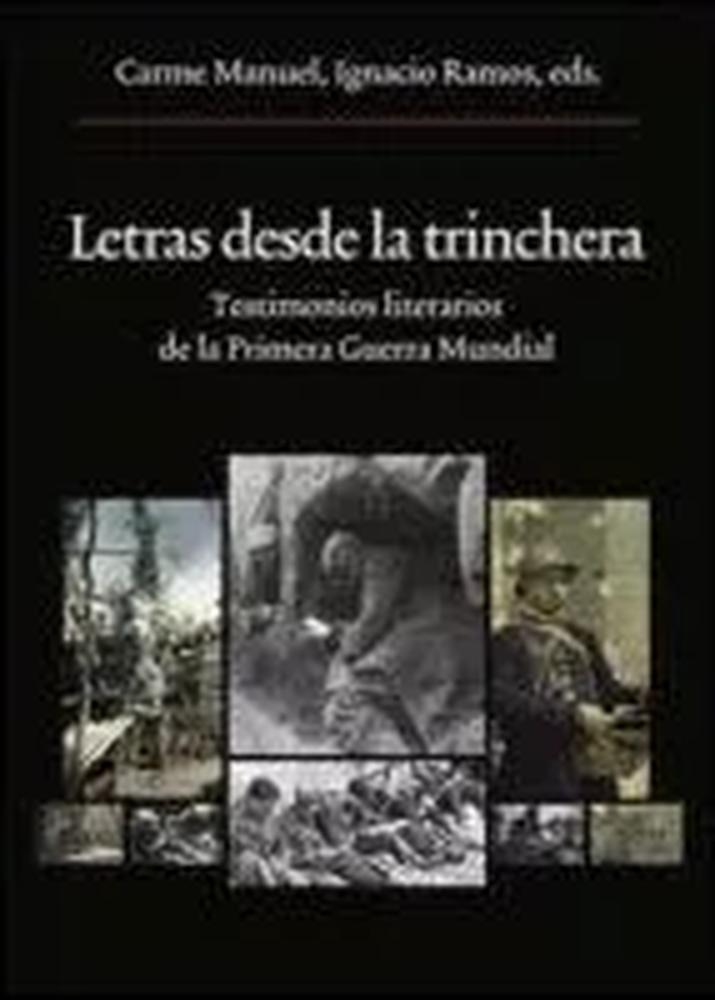 Carme Manuel, Ignacio Ramos, eds.
Letras desde la trinchera
Testimonios literarios
de la Primera Guerra Mundial